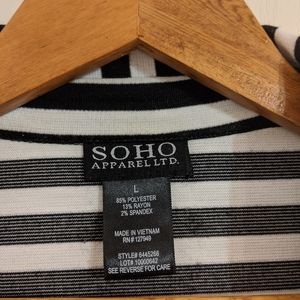 SOHO
APPAREL LTD.
L
85% POLYESTER
13% RAYON
2% SPANDEX
MADE IN VIETNAM
RN# 127949
STYLE# 6445266
LOT# 10000642
SEE REVERSE FOR CARE